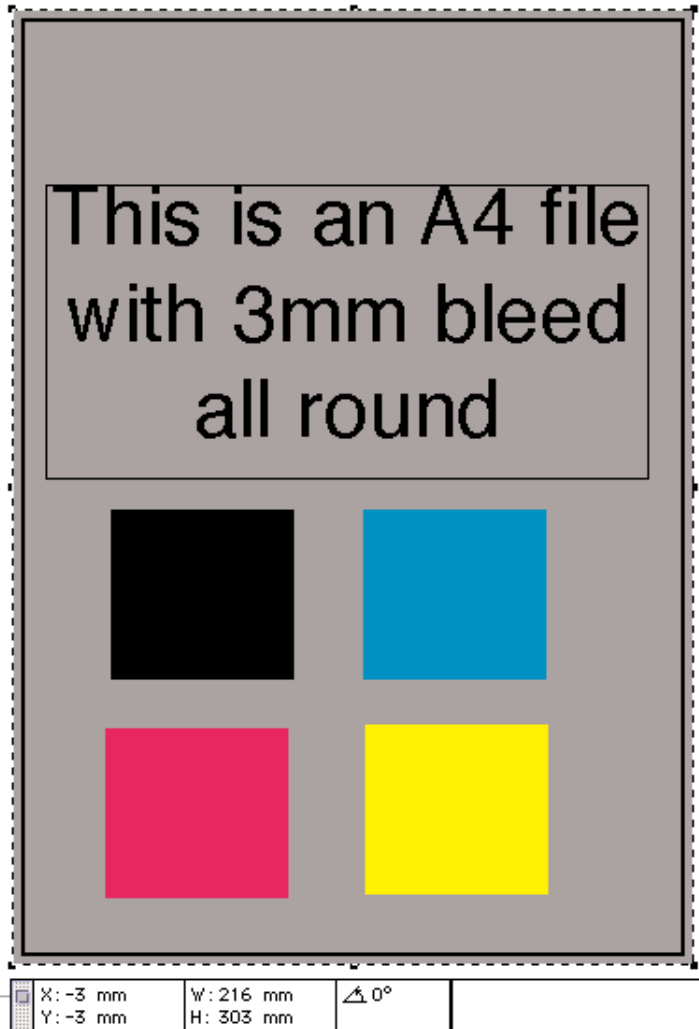 This is an A4 file
with 3mm bleed
all round
X:-3 mm W:216 mm 0°
Y:-3 mm H: 303 mm